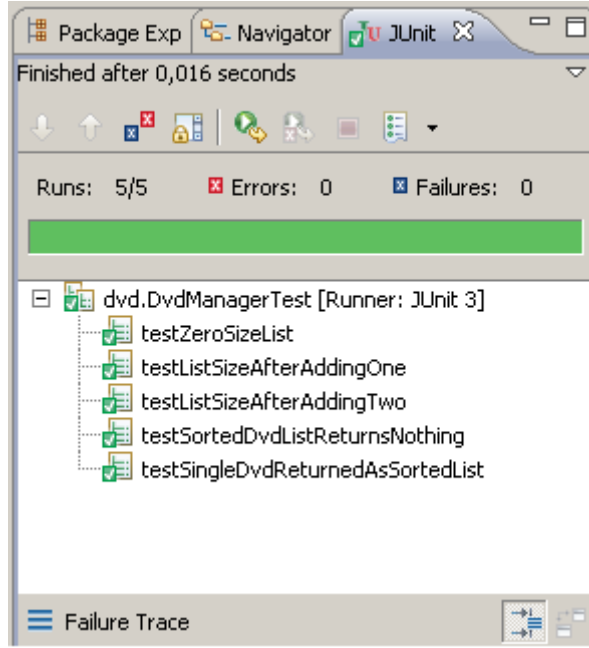 Package Exp Navigator JUnit
Finished after 0,016 seconds
Runs: 5/5 Errors: 0 Failures: 0
dvd.DvdManagerTest [Runner: JUnit 3]
testZeroSizeList
testListSizeAfterAddingOne
testListSizeAfterAddingTwo
testSortedDvdListReturnsNothing
testSingleDvdReturnedAsSortedList
Failure Trace